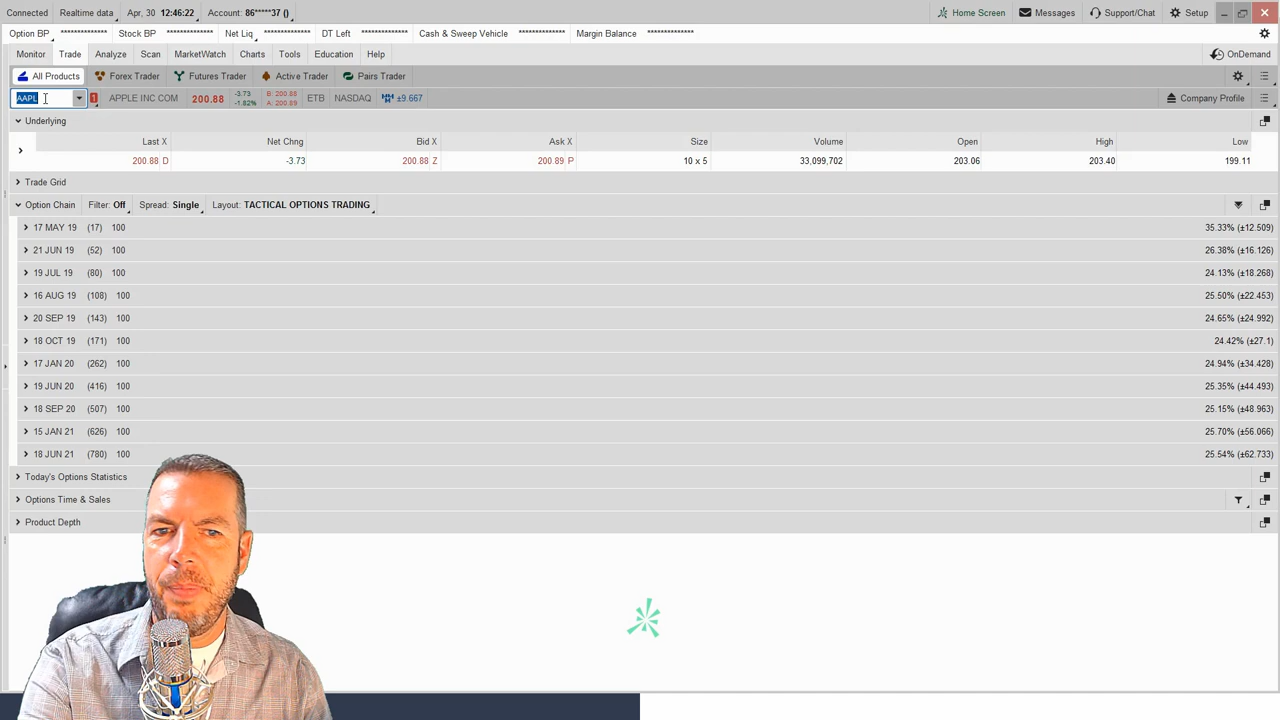 Connected Realtime data Apr, 30 12:46:22 Account: 86*****37 () Home Screen Messages Support/Chat Setup
Option BP ************* Stock BP ************* Net Liq ************* DT Left ************* Cash & Sweep Vehicle ************* Margin Balance *************
Monitor Trade Analyze Scan MarketWatch Charts Tools Education Help OnDemand
All Products Forex Trader Futures Trader Active Trader Pairs Trader
AAPL 1 APPLE INC COM 200.88 -3.73 B: 200.88 ETB NASDAQ ±9.667 Company Profile
-1.82% A: 200.89
Underlying
Last X Net Chng Bid X Ask X Size Volume Open High Low
200.88 D -3.73 200.88 Z 200.89 P 10 x 5 33,099,702 203.06 203.40 199.11
Trade Grid
Option Chain Filter: Off Spread: Single Layout: TACTICAL OPTIONS TRADING
17 MAY 19 (17) 100 35.33% (±12.509)
21 JUN 19 (52) 100 26.38% (±16.126)
19 JUL 19 (80) 100 24.13% (±18.268)
16 AUG 19 (108) 100 25.50% (±22.453)
20 SEP 19 (143) 100 24.65% (±24.992)
18 OCT 19 (171) 100 24.42% (±27.1)
17 JAN 20 (262) 100 24.94% (±34.428)
19 JUN 20 (416) 100 25.35% (±44.493)
18 SEP 20 (507) 100 25.15% (±48.963)
15 JAN 21 (626) 100 25.70% (±56.066)
18 JUN 21 (780) 100 25.54% (±62.733)
Today's Options Statistics
Options Time & Sales
Product Depth